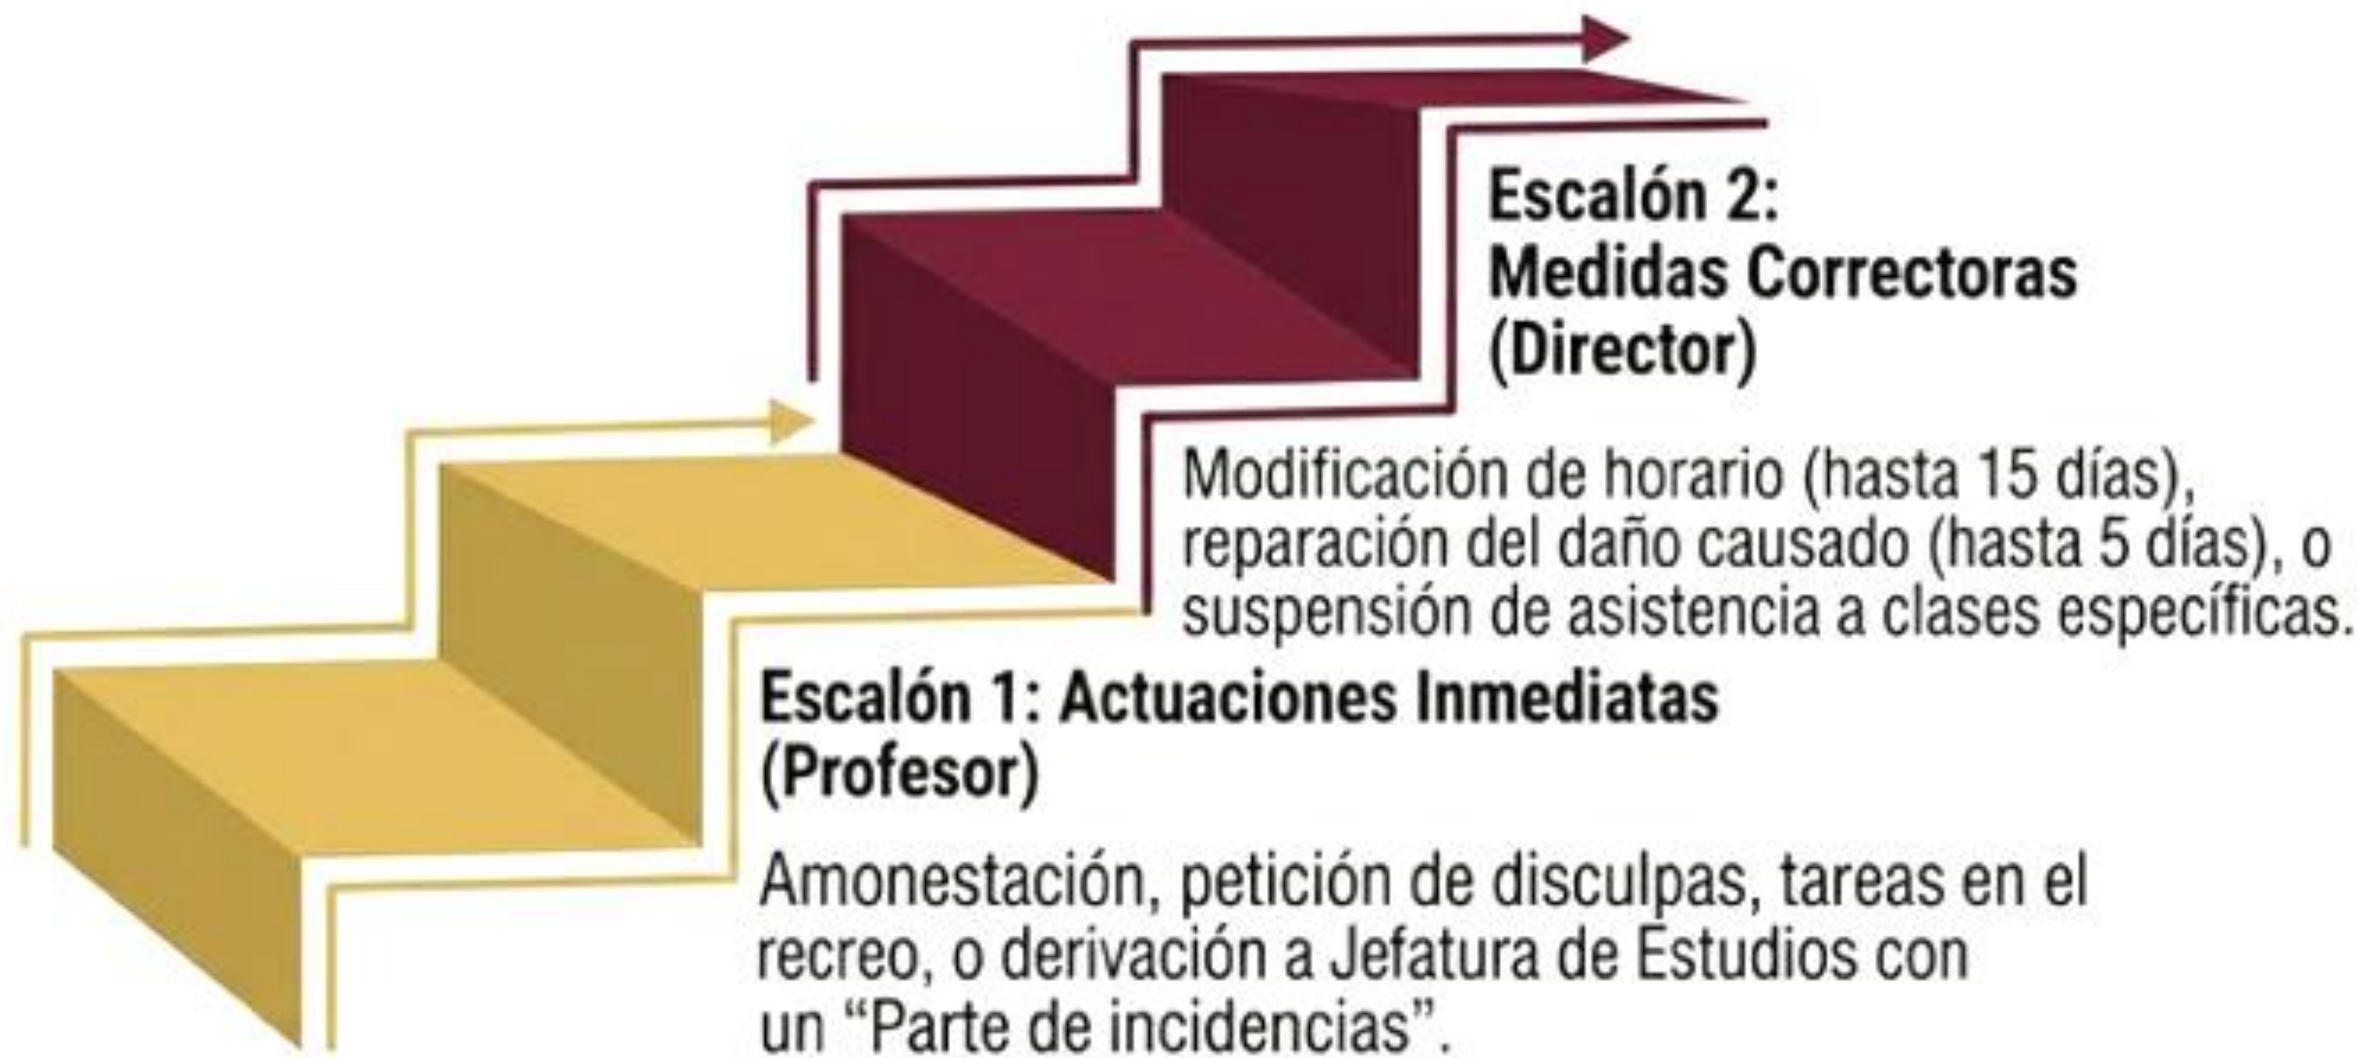 Escalón 2:
Medidas Correctoras
(Director)
Modificación de horario (hasta 15 días),
reparación del daño causado (hasta 5 días), o
suspensión de asistencia a clases específicas.
Escalón 1: Actuaciones Inmediatas
(Profesor)
Amonestación, petición de disculpas, tareas en el
recreo, o derivación a Jefatura de Estudios con
un “Parte de incidencias”.